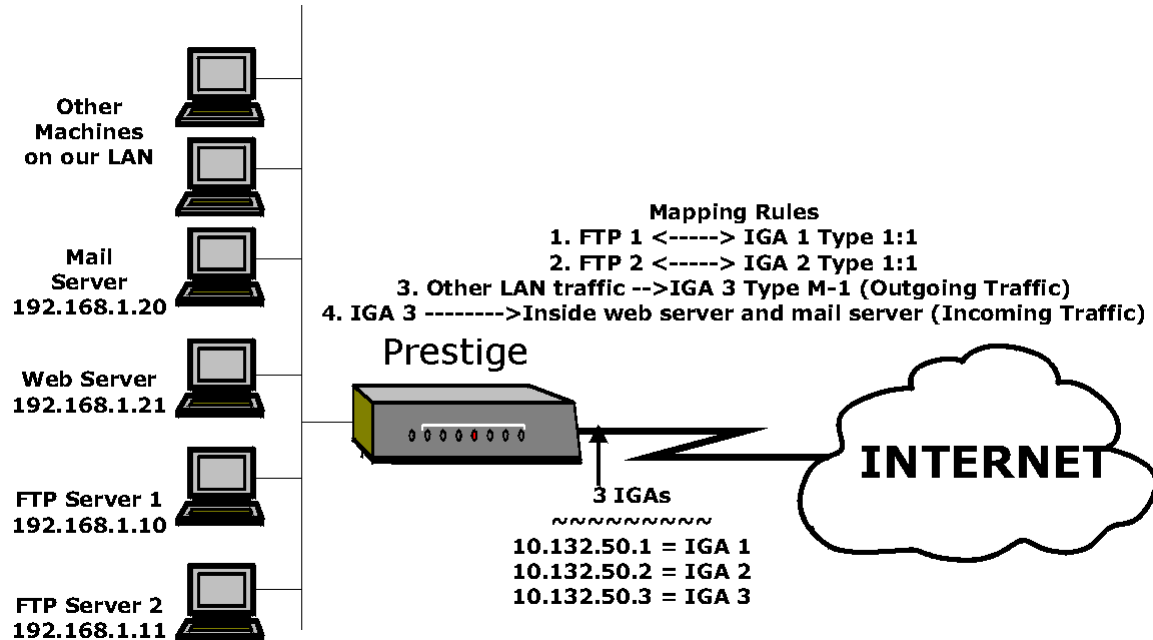 Other
Machines
on our LAN
Mail
Server
192.168.1.20
Web Server
192.168.1.21
FTP Server 1
192.168.1.10
FTP Server 2
192.168.1.11
Mapping Rules
1. FTP 1 <-----> IGA 1 Type 1:1
2. FTP 2 <-----> IGA 2 Type 1:1
3. Other LAN traffic -->IGA 3 Type M-1 (Outgoing Traffic)
4. IGA 3 -------->Inside web server and mail server (Incoming Traffic)
Prestige
3 IGAs
~~~~~~~~~
10.132.50.1 = IGA 1
10.132.50.2 = IGA 2
10.132.50.3 = IGA 3
INTERNET